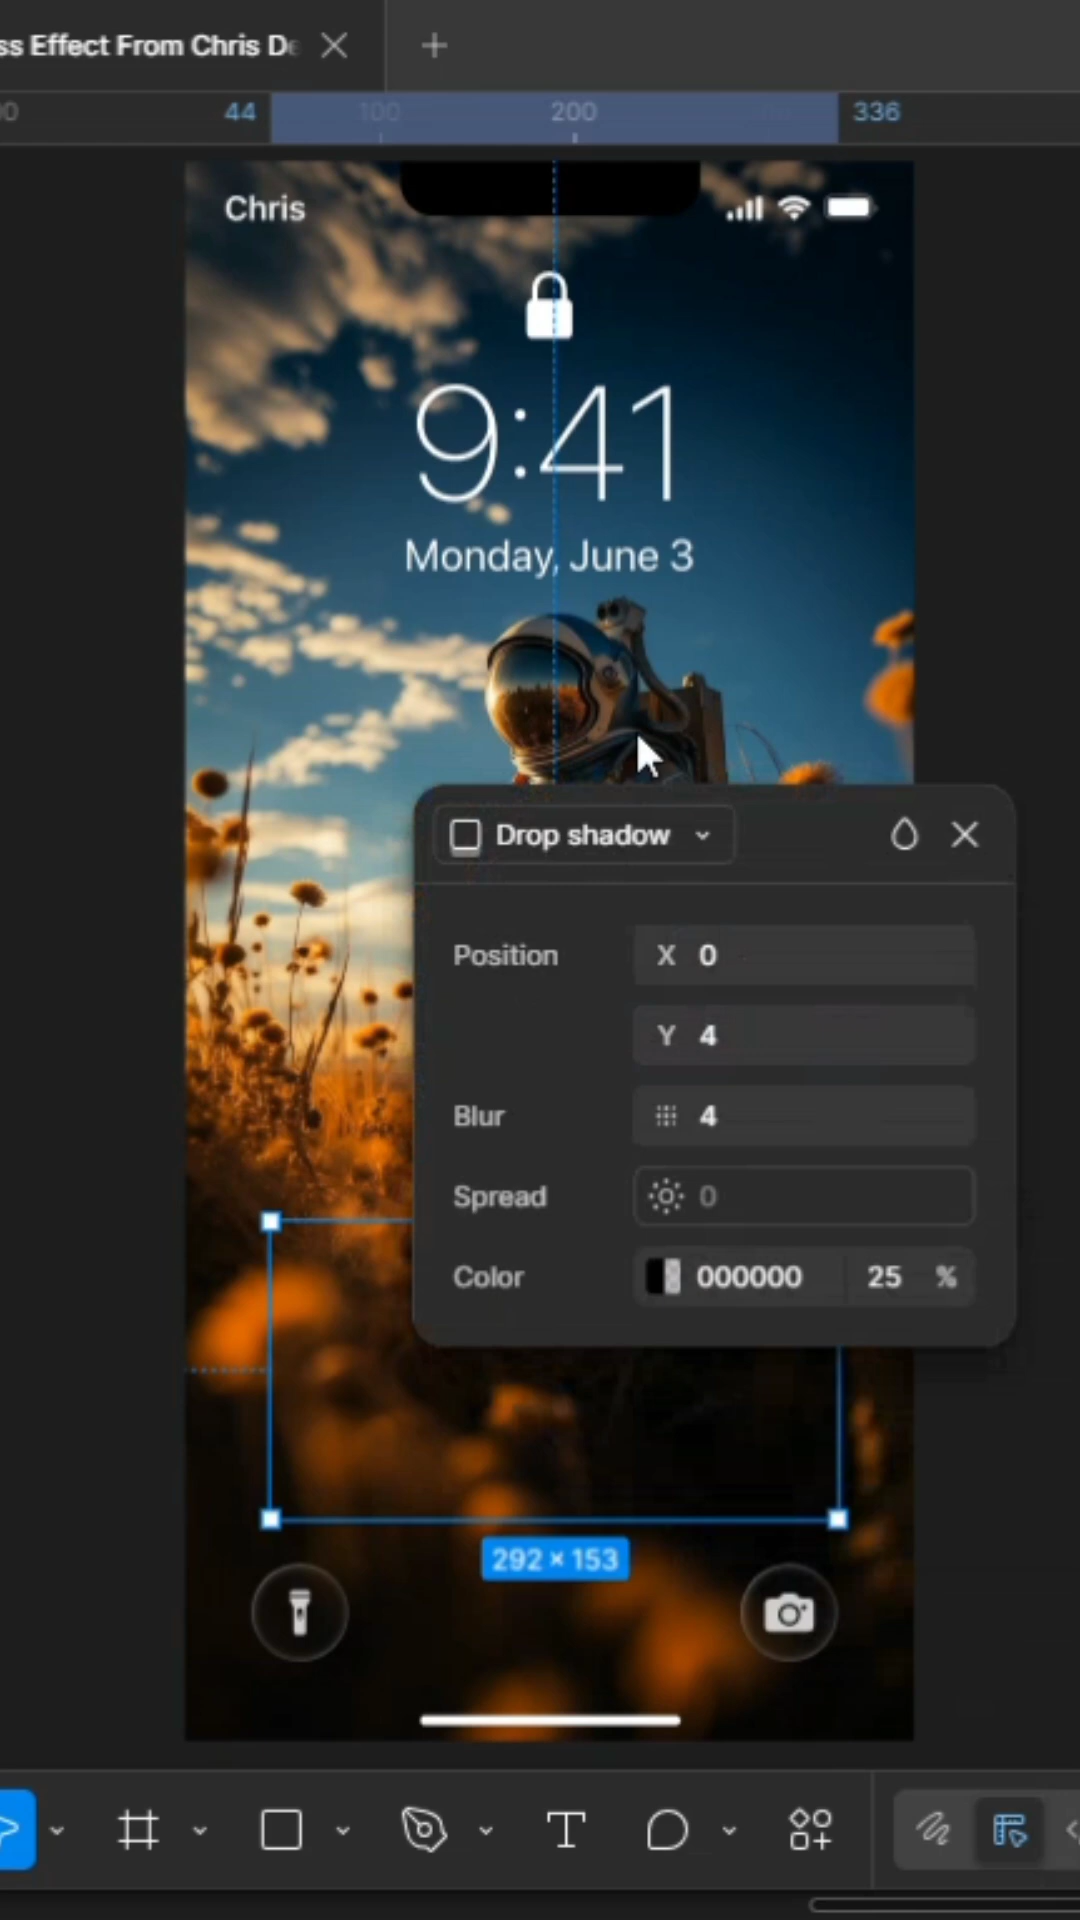 ss Effect From Chris De
44 100 200 336
Chris
9:41
Monday, June 3
Drop shadow
Position X 0
Y 4
Blur 4
Spread 0
Color 000000 25 %
292 × 153